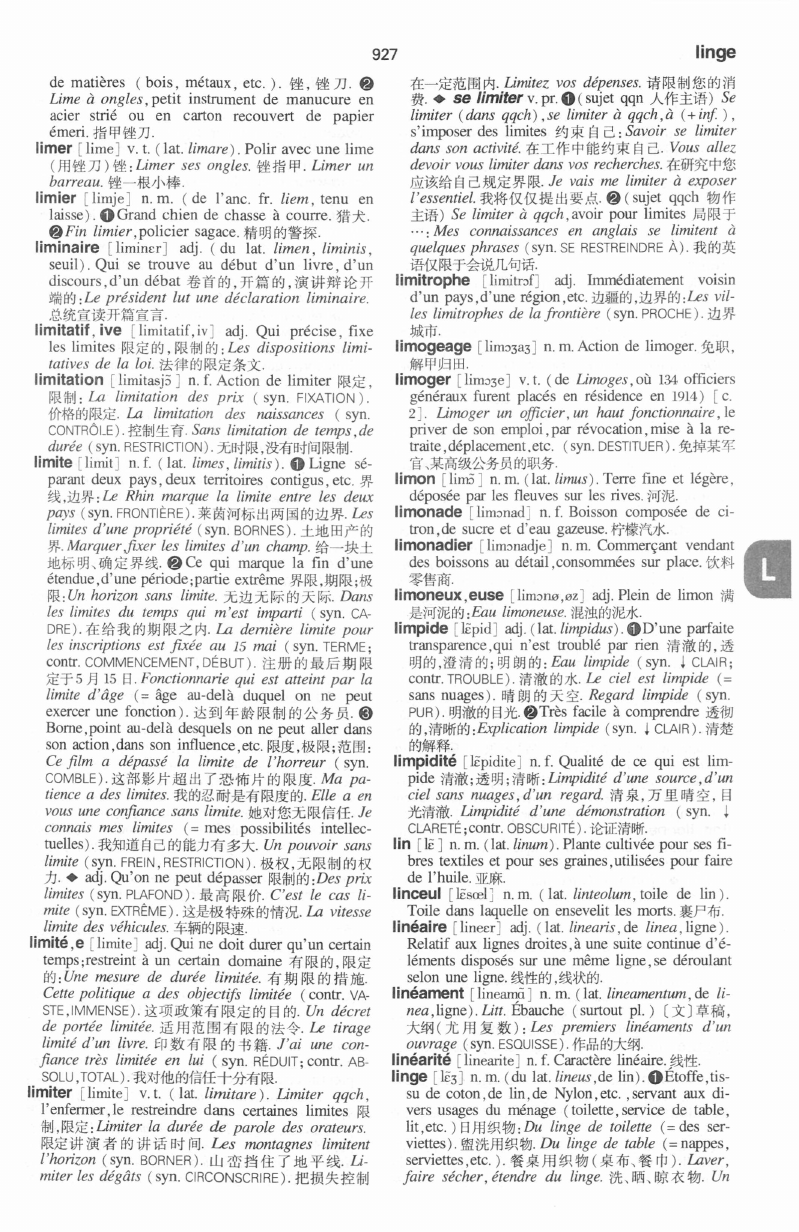 927
linge
de matières ( bois, métaux, etc. ). 锉, 锉 刀. ❷
Lime à ongles, petit instrument de manucure en
acier strié ou en carton recouvert de papier
émeri. 指甲锉刀.
limer [lime] v. t. (lat. limare). Polir avec une lime
(用锉刀)锉:Limer ses ongles. 锉指甲. Limer un
barreau. 锉一根小棒.
limier [limje] n. m. ( de l'anc. fr. liem, tenu en
laisse). ❶Grand chien de chasse à courre. 猎犬.
❷Fin limier, policier sagace. 精明的警探.
liminaire [liminɛr] adj. ( du lat. limen, liminis,
seuil). Qui se trouve au début d'un livre, d'un
discours, d'un débat 卷首的,开篇的,演讲辩论开
端的:Le président lut une déclaration liminaire.
总统宣读开篇宣言.
limitatif, ive [limitatif, iv] adj. Qui précise, fixe
les limites 限定的,限制的:Les dispositions limi-
tatives de la loi. 法律的限定条文.
limitation [limitasjɔ̃] n. f. Action de limiter 限定,
限制: La limitation des prix ( syn. FIXATION ).
价格的限定. La limitation des naissances ( syn.
CONTRÔLE). 控制生育. Sans limitation de temps, de
durée (syn. RESTRICTION). 无时限,没有时间限制.
limite [limit] n. f. (lat. limes, limitis). ❶ Ligne sé-
parant deux pays, deux territoires contigus, etc. 界
线,边界:Le Rhin marque la limite entre les deux
pays (syn. FRONTIÈRE). 莱茵河标出两国的边界. Les
limites d'une propriété (syn. BORNES). 土地田产的
界. Marquer, fixer les limites d'un champ. 给一块土
地标明、确定界线. ❷ Ce qui marque la fin d'une
étendue, d'une période; partie extrême 界限,期限;极
限:Un horizon sans limite. 无边无际的天际. Dans
les limites du temps qui m'est imparti ( syn. CA-
DRE). 在给我的期限之内. La dernière limite pour
les inscriptions est fixée au 15 mai ( syn. TERME;
contr. COMMENCEMENT, DÉBUT). 注册的最后期限
定于5月15日. Fonctionnarie qui est atteint par la
limite d'âge (= âge au-delà duquel on ne peut
exercer une fonction). 达到年龄限制的公务员. ❸
Borne, point au-delà desquels on ne peut aller dans
son action, dans son influence, etc. 限度,极限;范围:
Ce film a dépassé la limite de l'horreur ( syn.
COMBLE). 这部影片超出了恐怖片的限度. Ma pa-
tience a des limites. 我的忍耐是有限度的. Elle a en
vous une confiance sans limite. 她对您无限信任. Je
connais mes limites (= mes possibilités intellec-
tuelles). 我知道自己的能力有多大. Un pouvoir sans
limite (syn. FREIN, RESTRICTION). 极权,无限制的权
力. ◆ adj. Qu'on ne peut dépasser 限制的:Des prix
limites (syn. PLAFOND). 最高限价. C'est le cas li-
mite (syn. EXTRÊME). 这是极特殊的情况. La vitesse
limite des véhicules. 车辆的限速.
limité, e [limite] adj. Qui ne doit durer qu'un certain
temps; restreint à un certain domaine 有限的,限定
的:Une mesure de durée limitée. 有期限的措施.
Cette politique a des objectifs limitée (contr. VA-
STE, IMMENSE). 这项政策有限定的目的. Un décret
de portée limitée. 适用范围有限的法令. Le tirage
limité d'un livre. 印数有限的书籍. J'ai une con-
fiance très limitée en lui ( syn. RÉDUIT; contr. AB-
SOLU, TOTAL). 我对他的信任十分有限.
limiter [limite] v. t. ( lat. limitare). Limiter qqch,
l'enfermer, le restreindre dans certaines limites 限
制,限定:Limiter la durée de parole des orateurs.
限定讲演者的讲话时间. Les montagnes limitent
l'horizon (syn. BORNER). 山峦挡住了地平线. Li-
miter les dégâts (syn. CIRCONSCRIRE). 把损失控制
在一定范围内. Limitez vos dépenses. 请限制您的消
费. ◆ se limiter v. pr. ❶(sujet qqn 人作主语) Se
limiter (dans qqch), se limiter à qqch, à (+inf.),
s'imposer des limites 约束自己:Savoir se limiter
dans son activité. 在工作中能约束自己. Vous allez
devoir vous limiter dans vos recherches. 在研究中您
应该给自己规定界限. Je vais me limiter à exposer
l'essentiel. 我将仅仅提出要点. ❷(sujet qqch 物作
主语) Se limiter à qqch, avoir pour limites 局限于
…: Mes connaissances en anglais se limitent à
quelques phrases (syn. SE RESTREINDRE À). 我的英
语仅限于会说几句话.
limitrophe [limitrɔf] adj. Immédiatement voisin
d'un pays, d'une région, etc. 边疆的,边界的:Les vil-
les limitrophes de la frontière (syn. PROCHE). 边界
城市.
limogeage [limɔʒaʒ] n. m. Action de limoger. 免职,
解甲归田.
limoger [limɔʒe] v. t. (de Limoges, où 134 officiers
généraux furent placés en résidence en 1914) [c.
2]. Limoger un officier, un haut fonctionnaire, le
priver de son emploi, par révocation, mise à la re-
traite, déplacement, etc. (syn. DESTITUER). 免掉某军
官、某高级公务员的职务.
limon [limɔ̃] n. m. (lat. limus). Terre fine et légère,
déposée par les fleuves sur les rives. 河泥.
limonade [limɔnad] n. f. Boisson composée de ci-
tron, de sucre et d'eau gazeuse. 柠檬汽水.
limonadier [limɔnadje] n. m. Commerçant vendant
des boissons au détail, consommées sur place. 饮料
零售商.
L
limoneux, euse [limɔnø, øz] adj. Plein de limon 满
是河泥的:Eau limoneuse. 混浊的泥水.
limpide [lɛ̃pid] adj. (lat. limpidus). ❶D'une parfaite
transparence, qui n'est troublé par rien 清澈的,透
明的,澄清的;明朗的: Eau limpide (syn. ↓ CLAIR;
contr. TROUBLE). 清澈的水. Le ciel est limpide (=
sans nuages). 晴朗的天空. Regard limpide ( syn.
PUR). 明澈的目光. ❷Très facile à comprendre 透彻
的,清晰的:Explication limpide (syn. ↓ CLAIR). 清楚
的解释.
limpidité [lɛ̃pidite] n. f. Qualité de ce qui est lim-
pide 清澈;透明;清晰:Limpidité d'une source, d'un
ciel sans nuages, d'un regard. 清泉,万里晴空,目
光清澈. Limpidité d'une démonstration ( syn. ↓
CLARETÉ; contr. OBSCURITÉ). 论证清晰.
lin [lɛ̃] n. m. (lat. linum). Plante cultivée pour ses fi-
bres textiles et pour ses graines, utilisées pour faire
de l'huile. 亚麻.
linceul [lɛ̃sœl] n. m. ( lat. linteolum, toile de lin ).
Toile dans laquelle on ensevelit les morts. 裹尸布.
linéaire [lineɛr] adj. (lat. linearis, de linea, ligne).
Relatif aux lignes droites, à une suite continue d'é-
léments disposés sur une même ligne, se déroulant
selon une ligne. 线性的,线状的.
linéament [lineamɑ̃] n. m. (lat. lineamentum, de li-
nea, ligne). Litt. Ébauche (surtout pl.) 〔文〕草稿,
大纲(尤用复数): Les premiers linéaments d'un
ouvrage (syn. ESQUISSE). 作品的大纲.
linéarité [linearite] n. f. Caractère linéaire. 线性.
linge [lɛ̃ʒ] n. m. (du lat. lineus, de lin). ❶Étoffe, tis-
su de coton, de lin, de Nylon, etc. , servant aux di-
vers usages du ménage (toilette, service de table,
lit, etc. )日用织物:Du linge de toilette (= des ser-
viettes). 盥洗用织物. Du linge de table (= nappes,
serviettes, etc. ). 餐桌用织物(桌布、餐巾). Laver,
faire sécher, étendre du linge. 洗、晒、晾衣物. Un